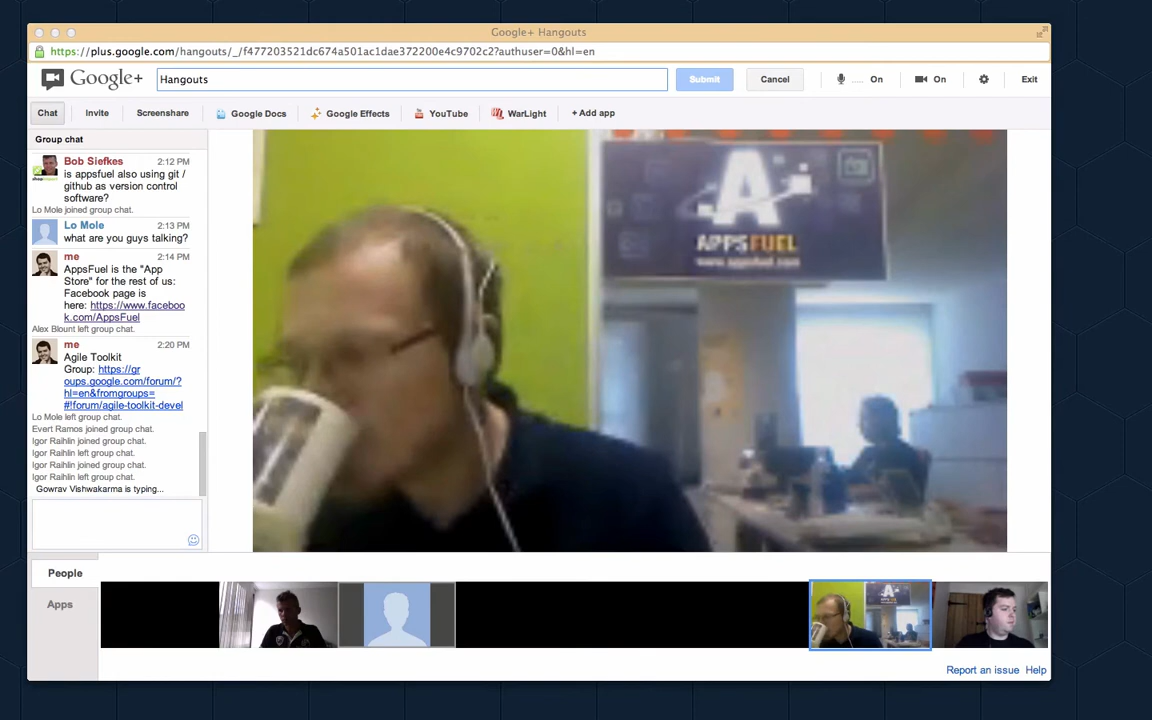 Google+ Hangouts
https://plus.google.com/hangouts/_/f477203521dc674a501ac1dae372200e4c9702c2?authuser=0&hl=en
Google+
Hangouts
Submit
Cancel
..... On
On
Exit
Chat
Invite
Screenshare
Google Docs
Google Effects
YouTube
WarLight
+ Add app
Group chat
Bob Siefkes 2:12 PM
is appsfuel also using git /
github as version control
software?
Lo Mole joined group chat.
Lo Mole 2:13 PM
what are you guys talking?
me 2:14 PM
AppsFuel is the "App
Store" for the rest of us:
Facebook page is
here: https://www.faceboo
k.com/AppsFuel
Alex Blount left group chat.
me 2:20 PM
Agile Toolkit
Group: https://gr
oups.google.com/forum/?
hl=en&fromgroups=
#!forum/agile-toolkit-devel
Lo Mole left group chat.
Evert Ramos joined group chat.
Igor Raihlin joined group chat.
Igor Raihlin left group chat.
Igor Raihlin joined group chat.
Igor Raihlin left group chat.
Gowrav Vishwakarma is typing...
A
APPSFUEL
www.appsfuel.com
People
Apps
Report an issue Help